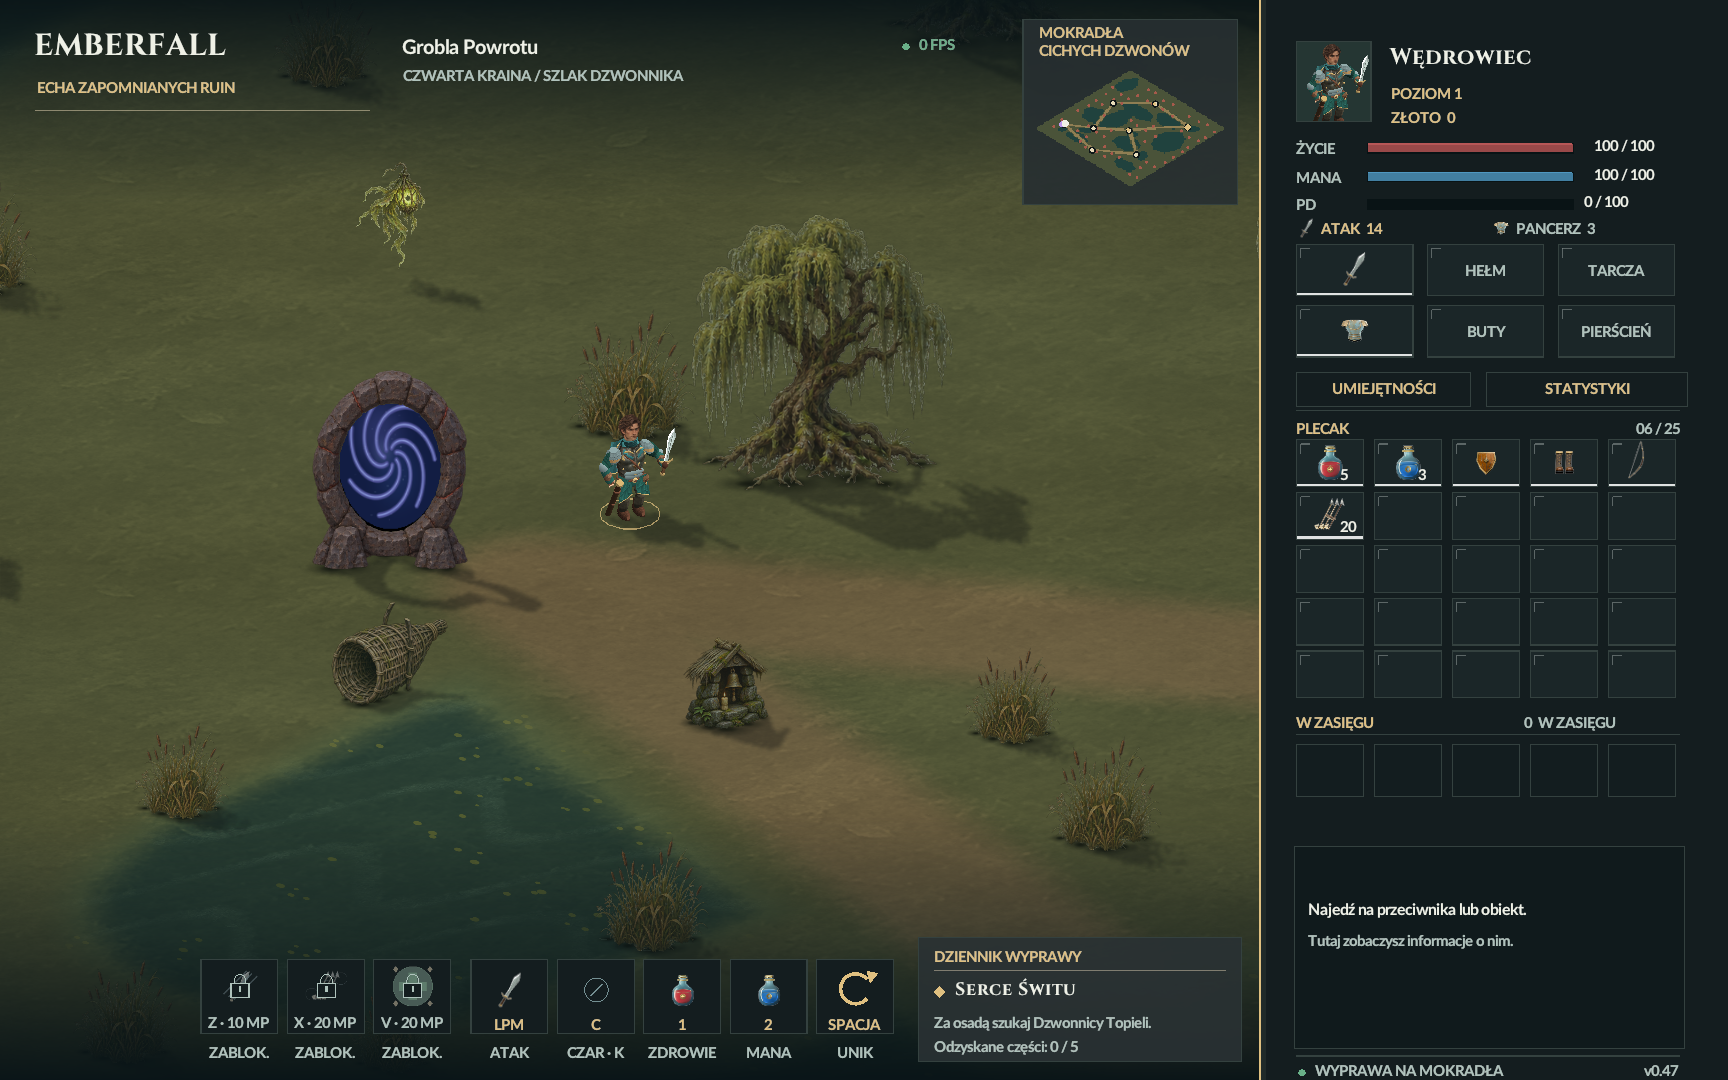 EMBERFALL
ECHA ZAPOMNIANYCH RUIN
Grobla Powrotu
CZWARTA KRAINA / SZLAK DZWONNIKA
0 FPS
MOKRADŁA
CICHYCH DZWONÓW
WĘDROWIEC
POZIOM 1
ZŁOTO 0
ŻYCIE 100 / 100
MANA 100 / 100
PD 0 / 100
ATAK 14 PANCERZ 3
HEŁM TARCZA
BUTY PIERŚCIEŃ
UMIEJĘTNOŚCI STATYSTYKI
PLECAK 06 / 25
5 3
20
W ZASIĘGU 0 W ZASIĘGU
Najedź na przeciwnika lub obiekt.
Tutaj zobaczysz informacje o nim.
WYPRAWA NA MOKRADŁA v0.47
Z · 10 MP X · 20 MP V · 20 MP LPM C 1 2 SPACJA
ZABLOK. ZABLOK. ZABLOK. ATAK CZAR · K ZDROWIE MANA UNIK
DZIENNIK WYPRAWY
SERCE ŚWITU
Za osadą szukaj Dzwonnicy Topieli.
Odzyskane części: 0 / 5